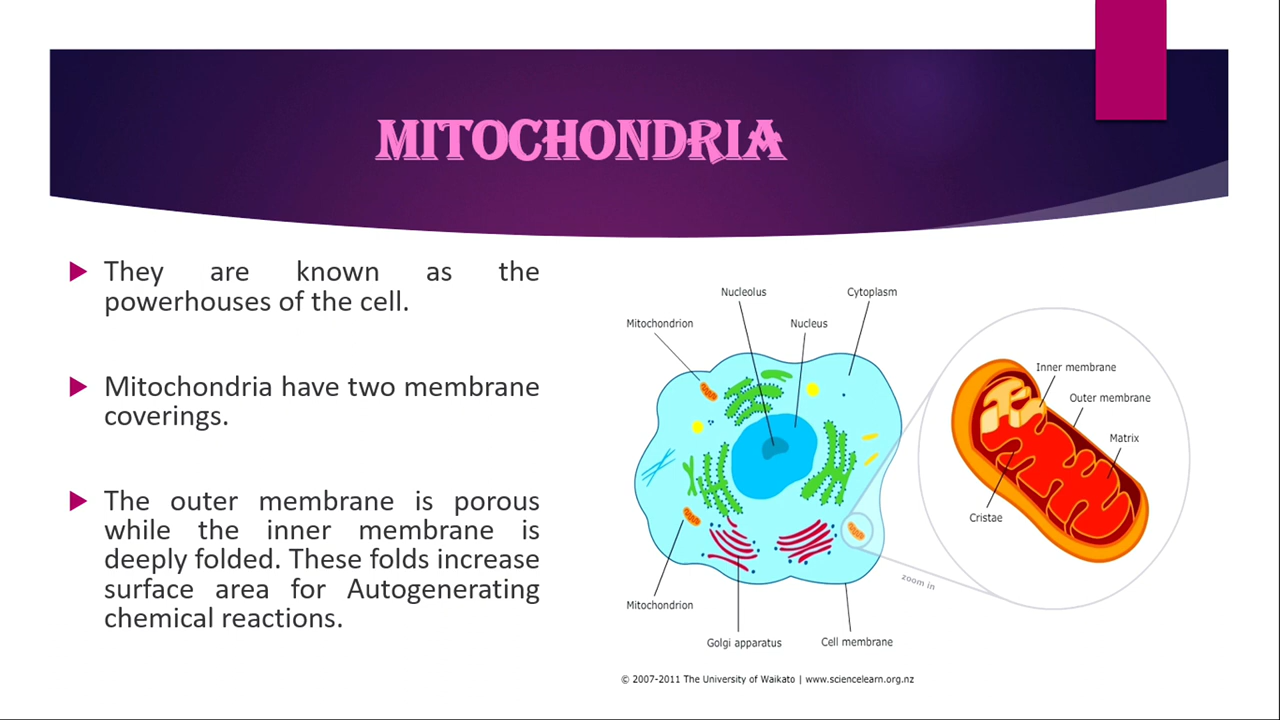 MITOCHONDRIA
They are known as the
powerhouses of the cell.
Mitochondria have two membrane
coverings.
The outer membrane is porous
while the inner membrane is
deeply folded. These folds increase
surface area for Autogenerating
chemical reactions.
Nucleolus
Cytoplasm
Mitochondrion
Nucleus
Inner membrane
Outer membrane
Matrix
Cristae
zoom in
Mitochondrion
Golgi apparatus
Cell membrane
© 2007-2011 The University of Waikato | www.sciencelearn.org.nz